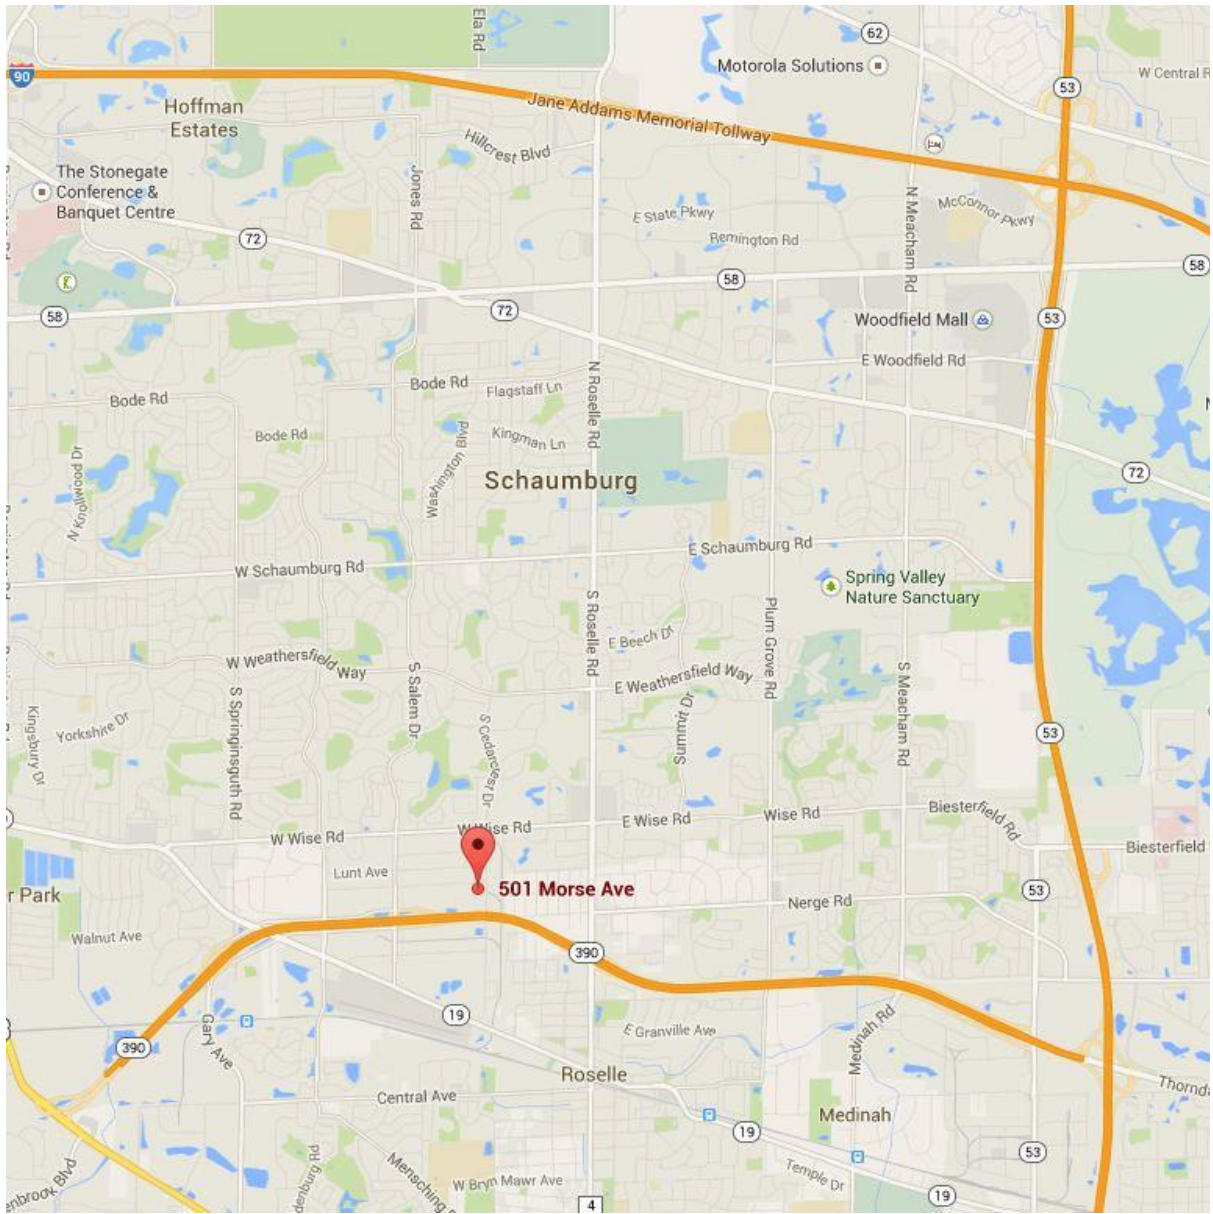 Ela Rd
62
Motorola Solutions
53
W Central R
90
Hoffman
Estates
Jane Addams Memorial Tollway
Hillcrest Blvd
The Stonegate
Conference &
Banquet Centre
Jones Rd
N Meacham Rd
McConnor Pkwy
E State Pkwy
Remington Rd
72
58
58
58
72
Woodfield Mall
53
E Woodfield Rd
N Roselle Rd
Bode Rd
Flagstaff Ln
Bode Rd
Bode Rd
Kingman Ln
Washington Blvd
N Knollwood Dr
Schaumburg
72
E Schaumburg Rd
W Schaumburg Rd
Spring Valley
Nature Sanctuary
S Roselle Rd
Plum Grove Rd
E Beech Dr
W Weathersfield
Way
E Weathersfield Way
S Salem Dr
S Springinsguth Rd
S Meacham Rd
Summit Dr
S Cedarcrest Dr
Kingsbury Dr
Yorkshire Dr
53
W Wise Rd
W Wise Rd
E Wise Rd
Wise Rd
Biesterfield Rd
Biesterfield
Lunt Ave
501 Morse Ave
r Park
53
Nerge Rd
Walnut Ave
390
19
E Granville Ave
Medinah Rd
390
Gary Ave
Roselle
Thornda
Central Ave
Medinah
19
53
Mensching
denburg Rd
enbrook Blvd
W Bryn Mawr Ave
Temple Dr
19
4